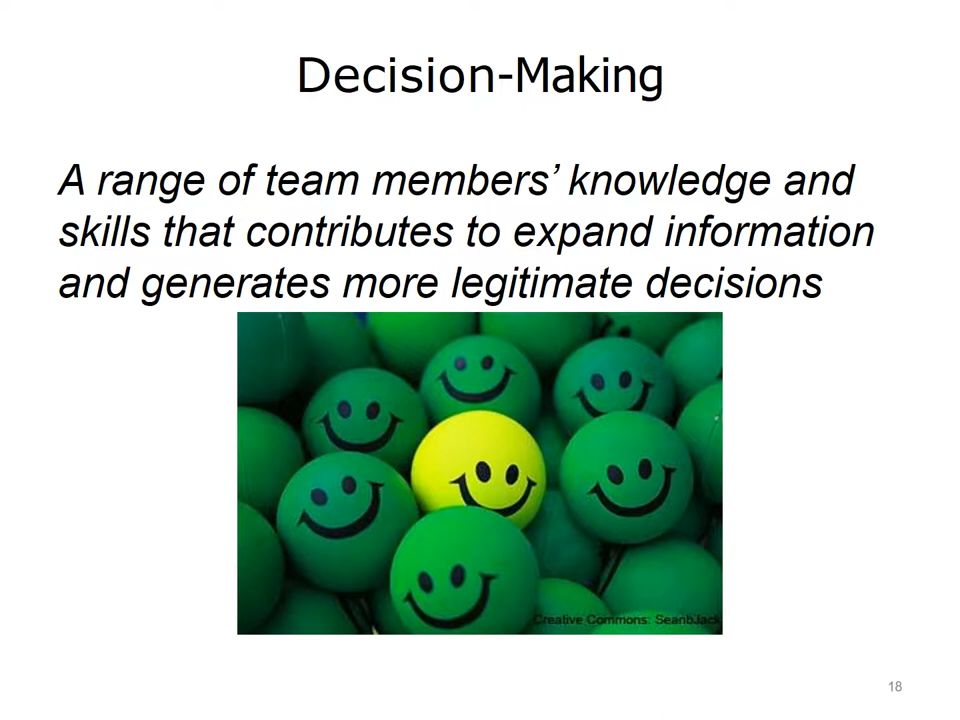 Decision-Making
A range of team members’ knowledge and
skills that contributes to expand information
and generates more legitimate decisions
Creative Commons: SeanbJack
18